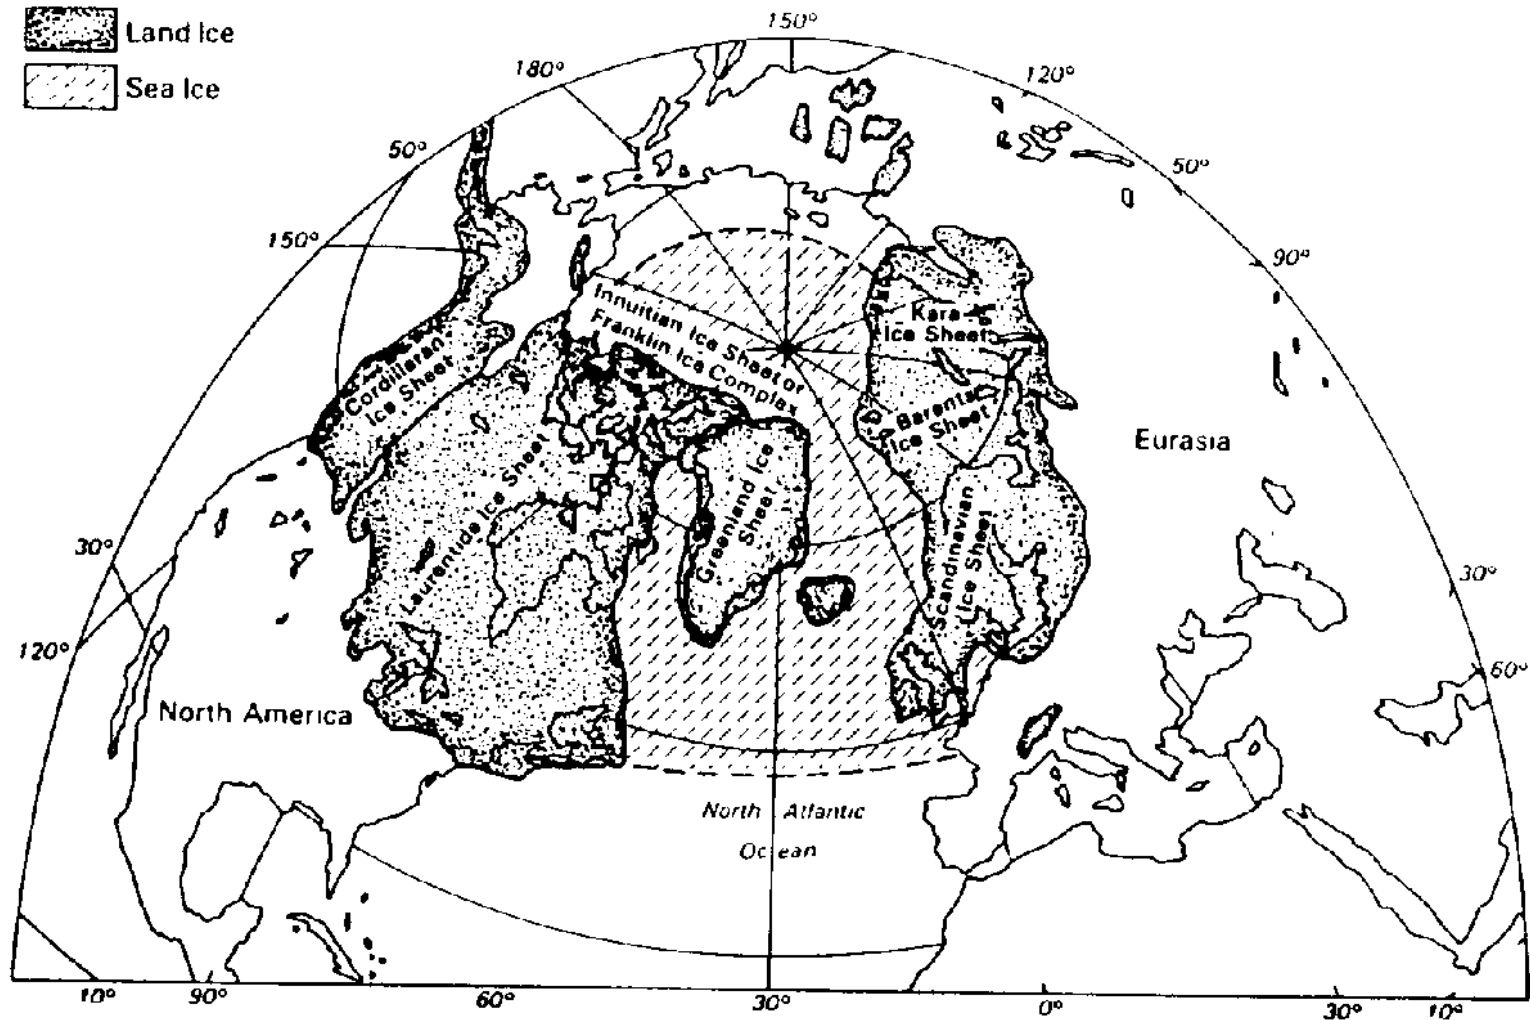 Land Ice
Sea Ice
150°
180°
120°
50°
50°
150°
90°
Innuitian Ice Sheet or
Franklin Ice Complex
Kara
Ice Sheet
Cordilleran
Ice Sheet
Barents
Ice Sheet
Eurasia
Laurentide Ice Sheet
Greenland Ice
Sheet
Scandinavian
Ice Sheet
30°
30°
120°
60°
North America
North Atlantic
Ocean
10°
90°
60°
30°
0°
30°
10°